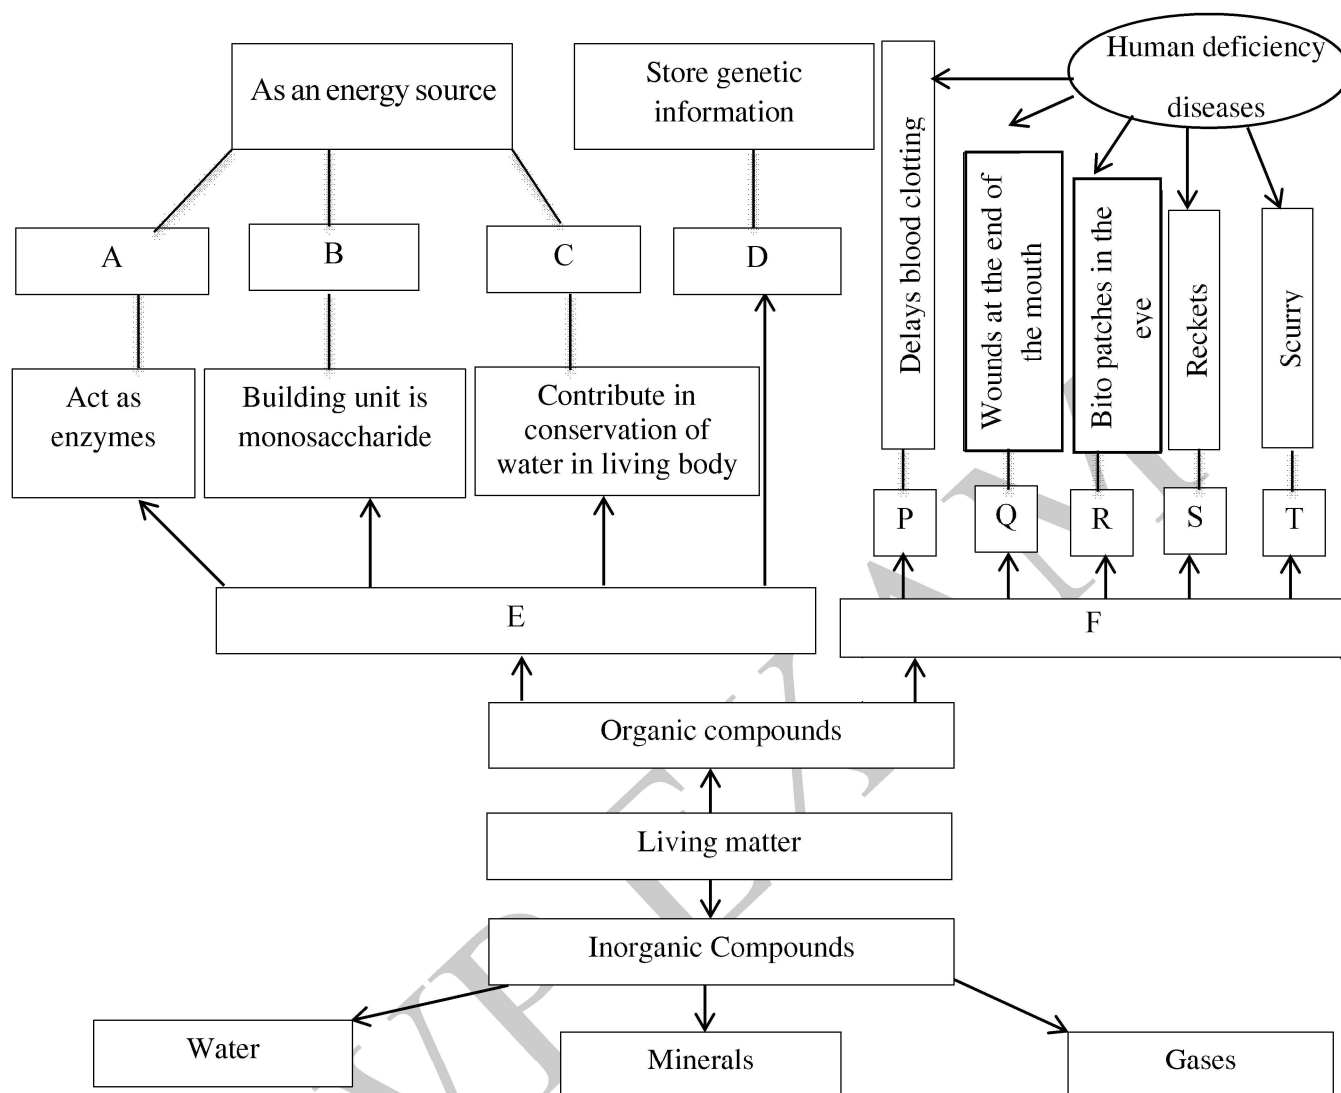 As an energy source
Store genetic
information
Human deficiency
diseases
Delays blood clotting
Wounds at the end of
the mouth
Bito patches in the
eye
Reckets
Scurry
A
B
C
D
Act as
enzymes
Building unit is
monosaccharide
Contribute in
conservation of
water in living body
P
Q
R
S
T
E
F
Organic compounds
Living matter
Inorganic Compounds
Water
Minerals
Gases